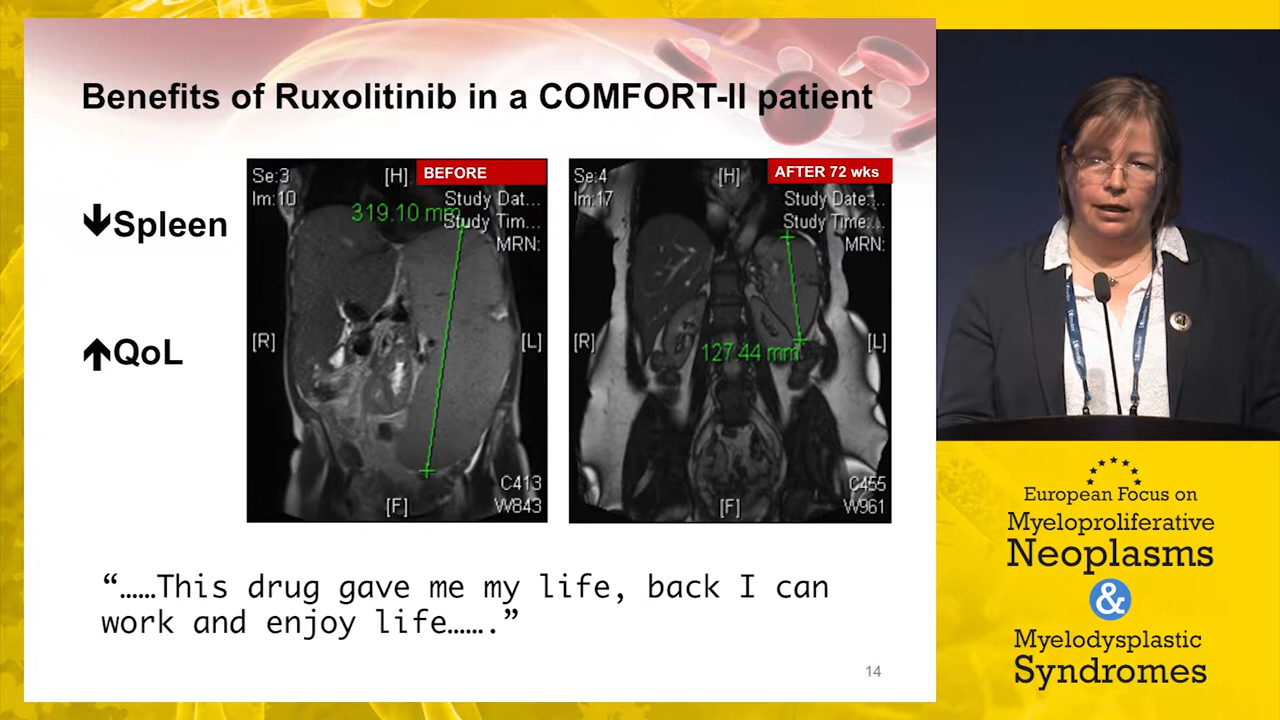 Benefits of Ruxolitinib in a COMFORT-II patient
↓Spleen
↑QoL
Se:3
Im:10
[H]
BEFORE
Study Dat...
319.10 mm
Study Tim...
MRN:
[R]
[L]
C413
W843
[F]
Se:4
Im:17
[H]
AFTER 72 wks
Study Date:...
Study Time:...
MRN:
[R]
[L]
127.44 mm
C455
W961
[F]
“……This drug gave me my life, back I can
work and enjoy life…….”
14
European Focus on
Myeloproliferative
Neoplasms
&
Myelodysplastic
Syndromes